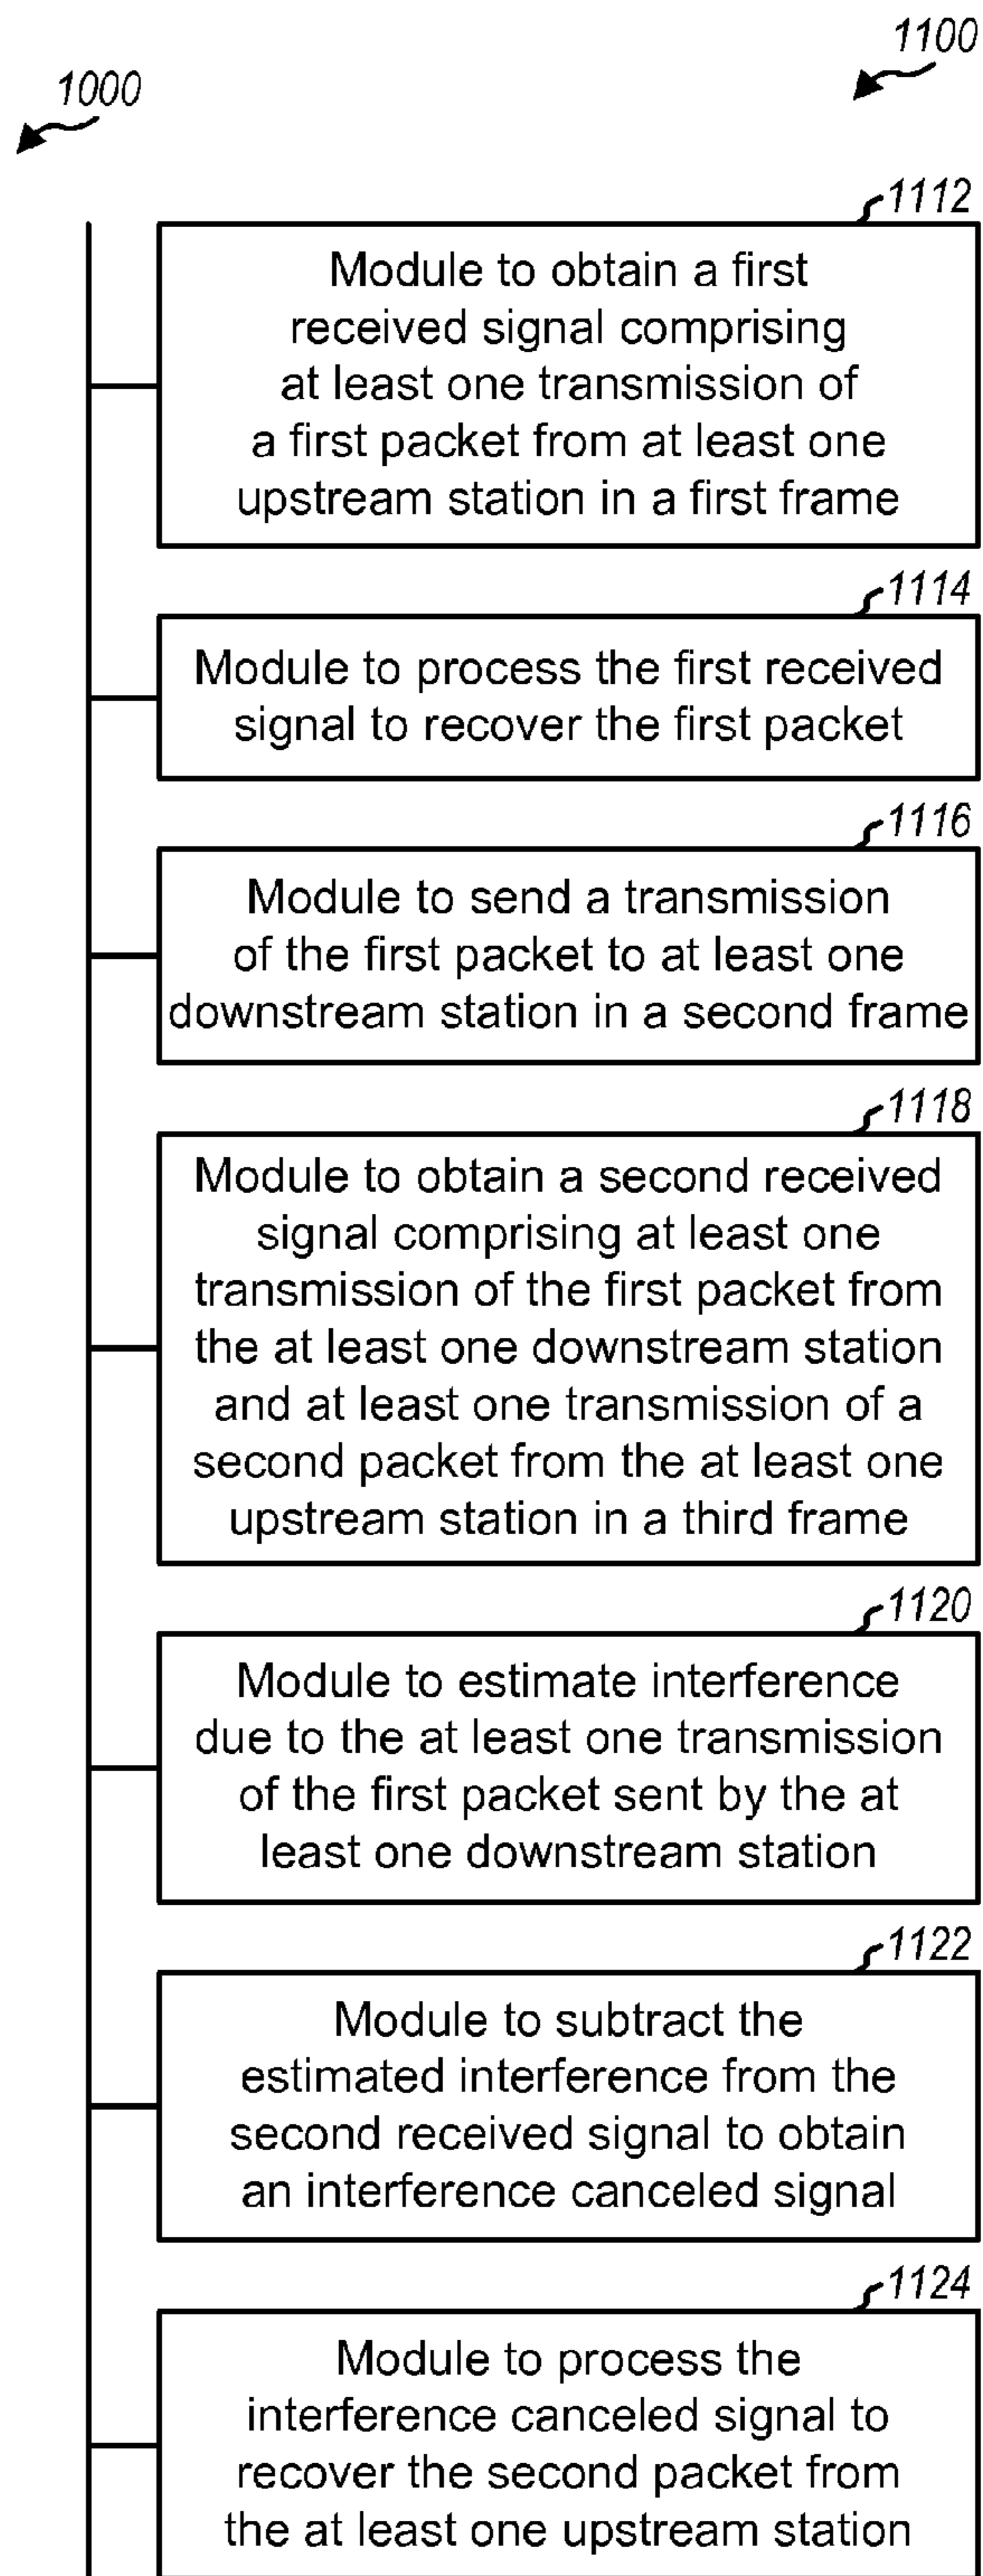 1100
1000
1112
Module to obtain a first
received signal comprising
at least one transmission of
a first packet from at least one
upstream station in a first frame
1114
Module to process the first received
signal to recover the first packet
1116
Module to send a transmission
of the first packet to at least one
downstream station in a second frame
1118
Module to obtain a second received
signal comprising at least one
transmission of the first packet from
the at least one downstream station
and at least one transmission of a
second packet from the at least one
upstream station in a third frame
1120
Module to estimate interference
due to the at least one transmission
of the first packet sent by the at
least one downstream station
1122
Module to subtract the
estimated interference from the
second received signal to obtain
an interference canceled signal
1124
Module to process the
interference canceled signal to
recover the second packet from
the at least one upstream station